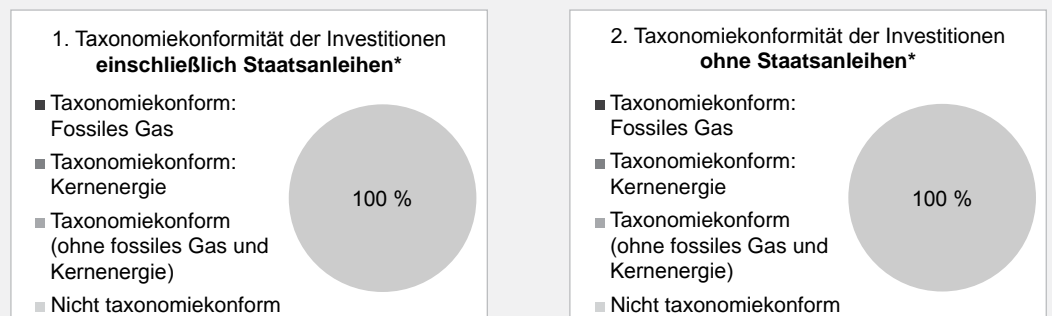 1. Taxonomiekonformität der Investitionen
einschließlich Staatsanleihen*
Taxonomiekonform:
Fossiles Gas
Taxonomiekonform:
Kernenergie
Taxonomiekonform
(ohne fossiles Gas und
Kernenergie)
Nicht taxonomiekonform
100 %
2. Taxonomiekonformität der Investitionen
ohne Staatsanleihen*
Taxonomiekonform:
Fossiles Gas
Taxonomiekonform:
Kernenergie
Taxonomiekonform
(ohne fossiles Gas und
Kernenergie)
Nicht taxonomiekonform
100 %